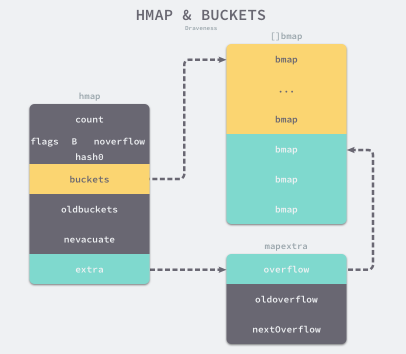 HMAP & BUCKETS
Braveness
hmap
count
flags B noverflow
hash0
buckets
oldbuckets
nevacuate
extra
[]bmap
bmap
...
bmap
bmap
bmap
bmap
mapextra
overflow
oldoverflow
nextOverflow